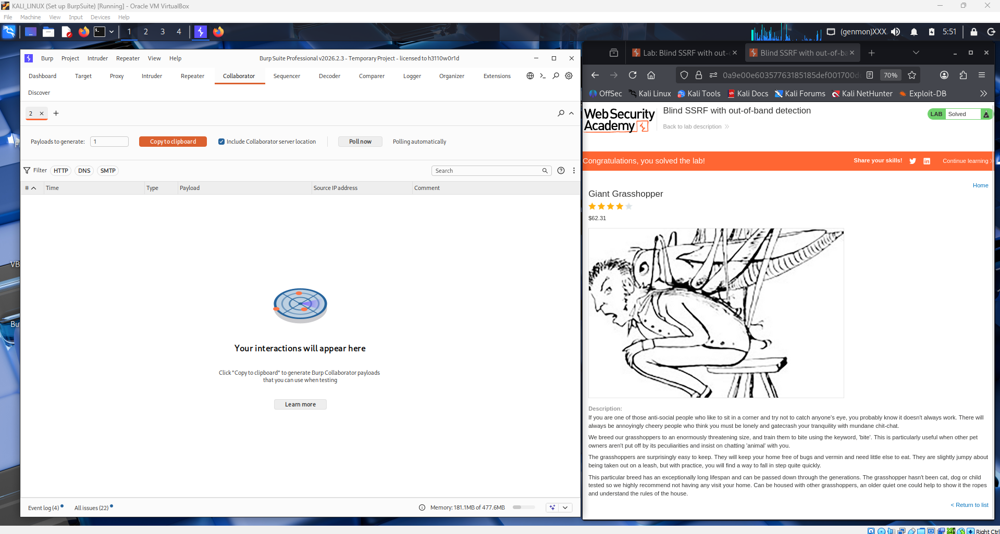 KALI_LINUX (Set up BurpSuite) [Running] - Oracle VM VirtualBox
File Machine View Input Devices Help
1 2 3 4 (genmon)XXX 5:51
Burp Project Intruder Repeater View Help Burp Suite Professional v2026.2.3 - Temporary Project - licensed to h3110w0r1d
Dashboard Target Proxy Intruder Repeater Collaborator Sequencer Decoder Comparer Logger Organizer Extensions
Discover
2
Payloads to generate: 1 Copy to clipboard Include Collaborator server location Poll now Polling automatically
Filter HTTP DNS SMTP Search
# Time Type Payload Source IP address Comment
Your interactions will appear here
Click "Copy to clipboard" to generate Burp Collaborator payloads
that you can use when testing
Learn more
Event log (4) All issues (22) Memory: 181.1MB of 477.6MB
VB
Bu
Lab: Blind SSRF with out- Blind SSRF with out-of-ba
0a9e00e60357763185185def001700d 70%
OffSec Kali Linux Kali Tools Kali Docs Kali Forums Kali NetHunter Exploit-DB
Web Security
Academy
Blind SSRF with out-of-band detection
Back to lab description
LAB Solved
Congratulations, you solved the lab! Share your skills! Continue learning
Home
Giant Grasshopper
$62.31
Description:
If you are one of those anti-social people who like to sit in a corner and try not to catch anyone's eye, you probably know it doesn't always work. There will
always be annoyingly cheery people who think you must be lonely and gatecrash your tranquility with mundane chit-chat.
We breed our grasshoppers to an enormously threatening size, and train them to bite using the keyword, 'bite'. This is particularly useful when other pet
owners aren't put off by its peculiarities and insist on chatting 'animal' with you.
The grasshoppers are surprisingly easy to keep. They will keep your home free of bugs and vermin and need little else to eat. They are slightly jumpy about
being taken out on a leash, but with practice, you will find a way to fall in step quite quickly.
This particular breed has an exceptionally long lifespan and can be passed down through the generations. The grasshopper hasn't been cat, dog or child
tested so we highly recommend not having any visit your home. Can be housed with other grasshoppers, an older quiet one could help to show it the ropes
and understand the rules of the house.
< Return to list
Right Ctrl